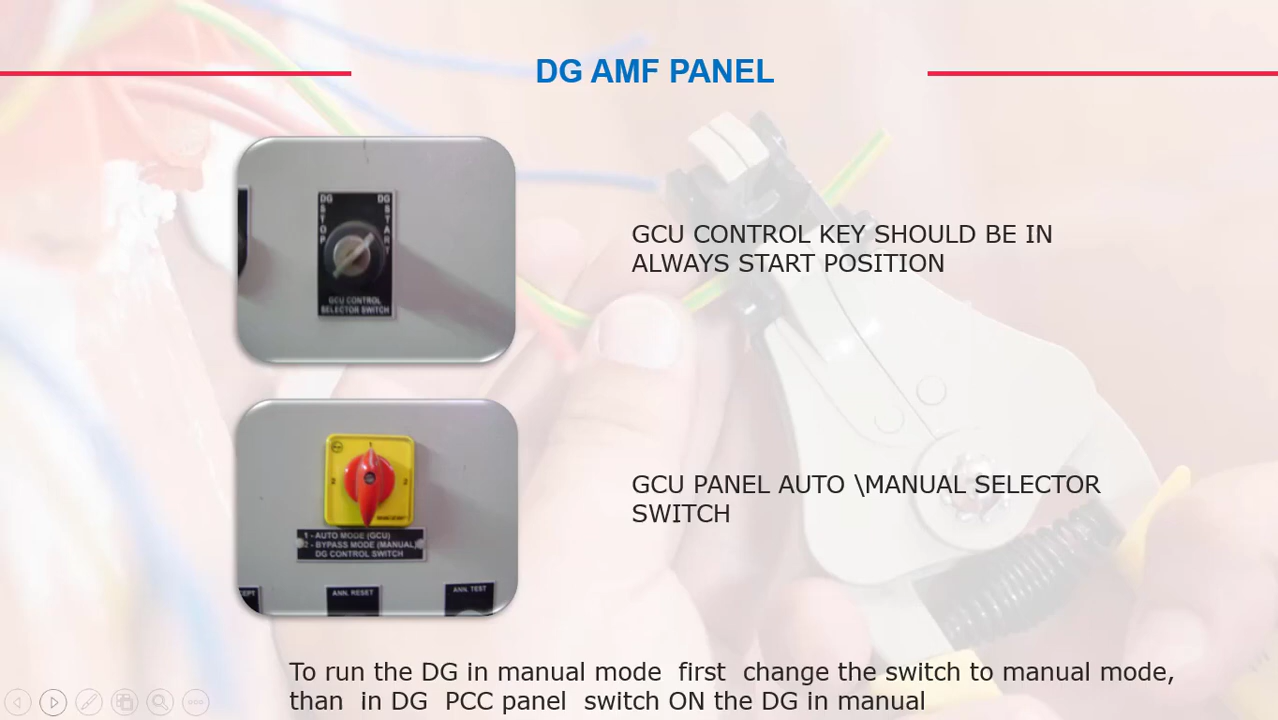 DG AMF PANEL
DG STOP
DG START
GCU CONTROL
SELECTOR SWITCH
GCU CONTROL KEY SHOULD BE IN
ALWAYS START POSITION
1
2
1 - AUTO MODE (GCU)
2 - BYPASS MODE (MANUAL)
DG CONTROL SWITCH
ANN. RESET
ANN. TEST
GCU PANEL AUTO \MANUAL SELECTOR
SWITCH
To run the DG in manual mode  first  change the switch to manual mode,
than  in DG  PCC panel  switch ON the DG in manual